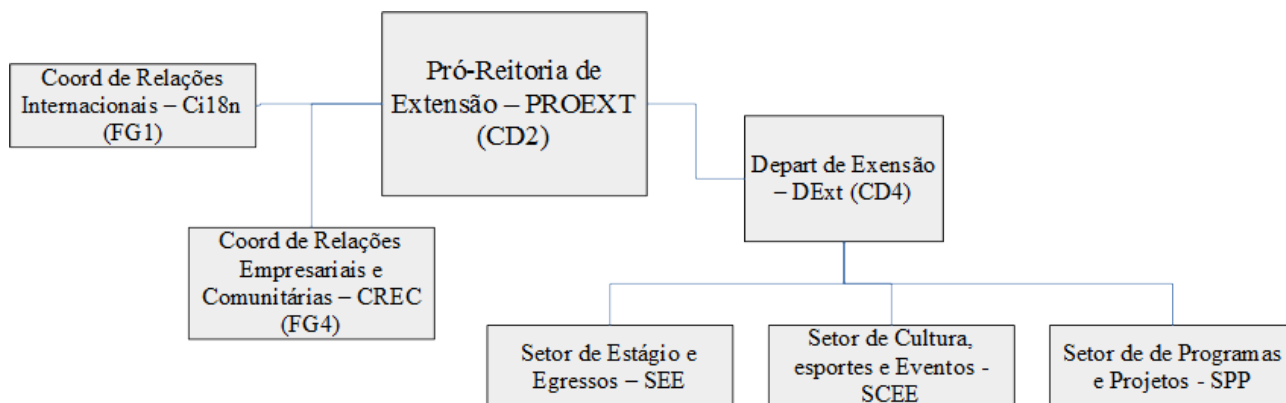 Pró-Reitoria de
Extensão – PROEXT
(CD2)
Coord de Relações
Internacionais – Ci18n
(FG1)
Coord de Relações
Empresariais e
Comunitárias – CREC
(FG4)
Depart de Exensão
– DExt (CD4)
Setor de Estágio e
Egressos – SEE
Setor de Cultura,
esportes e Eventos -
SCEE
Setor de de Programas
e Projetos - SPP